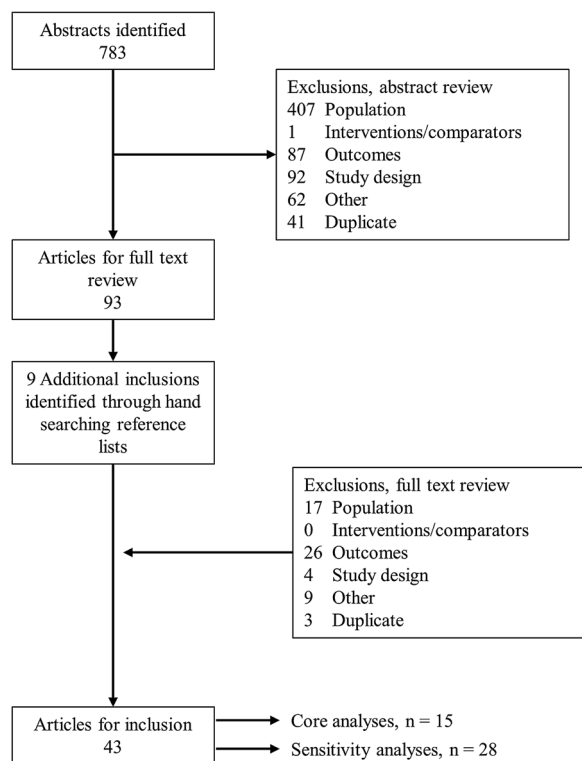 Abstracts identified
783
Exclusions, abstract review
407 Population
1 Interventions/comparators
87 Outcomes
92 Study design
62 Other
41 Duplicate
Articles for full text
review
93
9 Additional inclusions
identified through hand
searching reference
lists
Exclusions, full text review
17 Population
0 Interventions/comparators
26 Outcomes
4 Study design
9 Other
3 Duplicate
Articles for inclusion
43
Core analyses, n = 15
Sensitivity analyses, n = 28